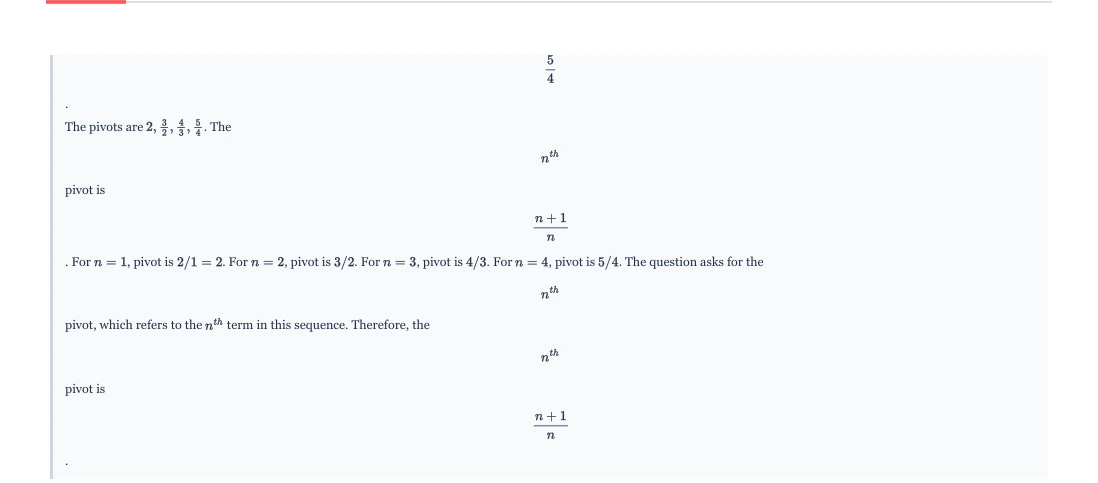 5/4
.
The pivots are 2, 3/2, 4/3, 5/4. The
n^th
pivot is
(n + 1)/n
. For n = 1, pivot is 2/1 = 2. For n = 2, pivot is 3/2. For n = 3, pivot is 4/3. For n = 4, pivot is 5/4. The question asks for the
n^th
pivot, which refers to the n^th term in this sequence. Therefore, the
n^th
pivot is
(n + 1)/n
.